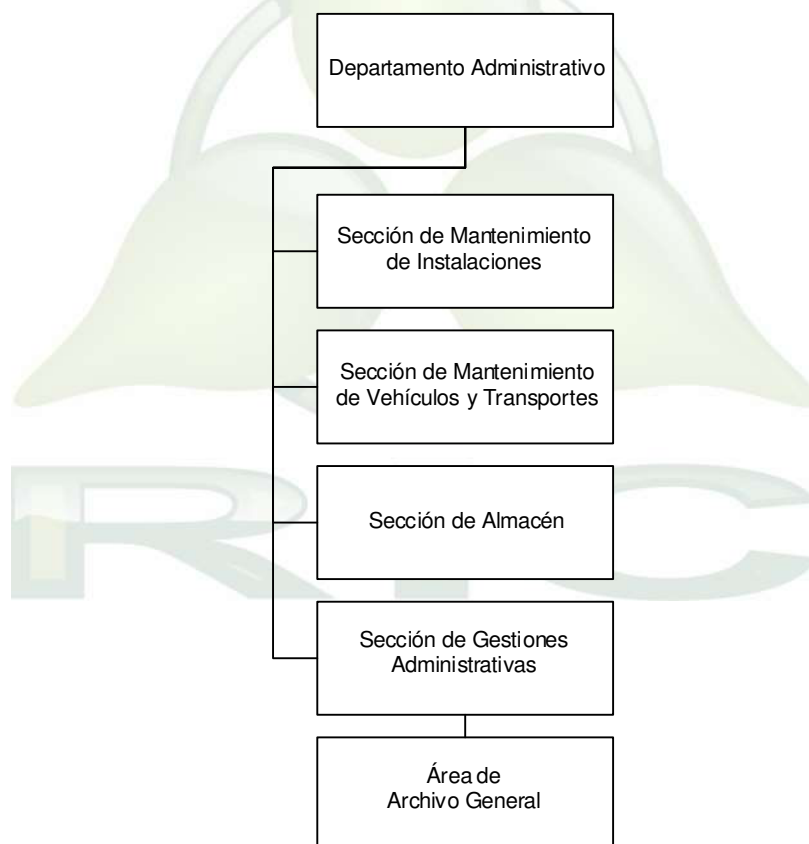 Departamento Administrativo
Sección de Mantenimiento
de Instalaciones
Sección de Mantenimiento
de Vehículos y Transportes
Sección de Almacén
Sección de Gestiones
Administrativas
Área de
Archivo General